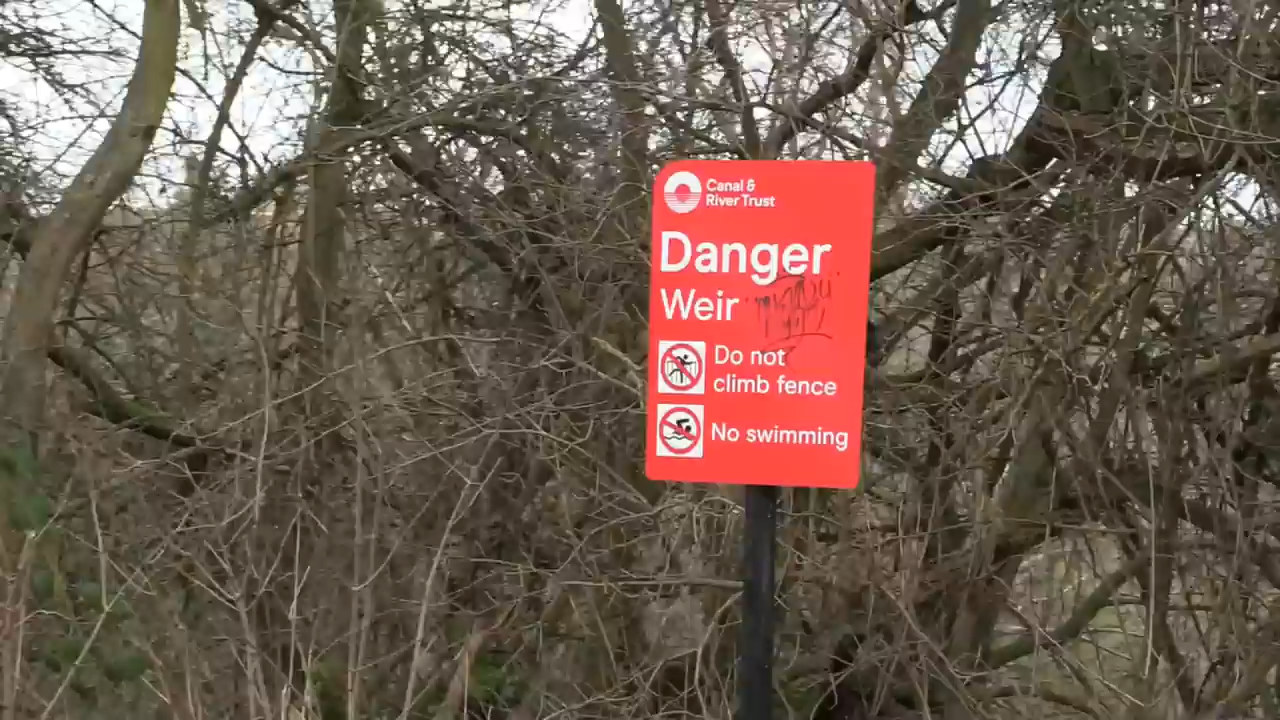 Canal &
River Trust
Danger
Weir
Do not
climb fence
No swimming